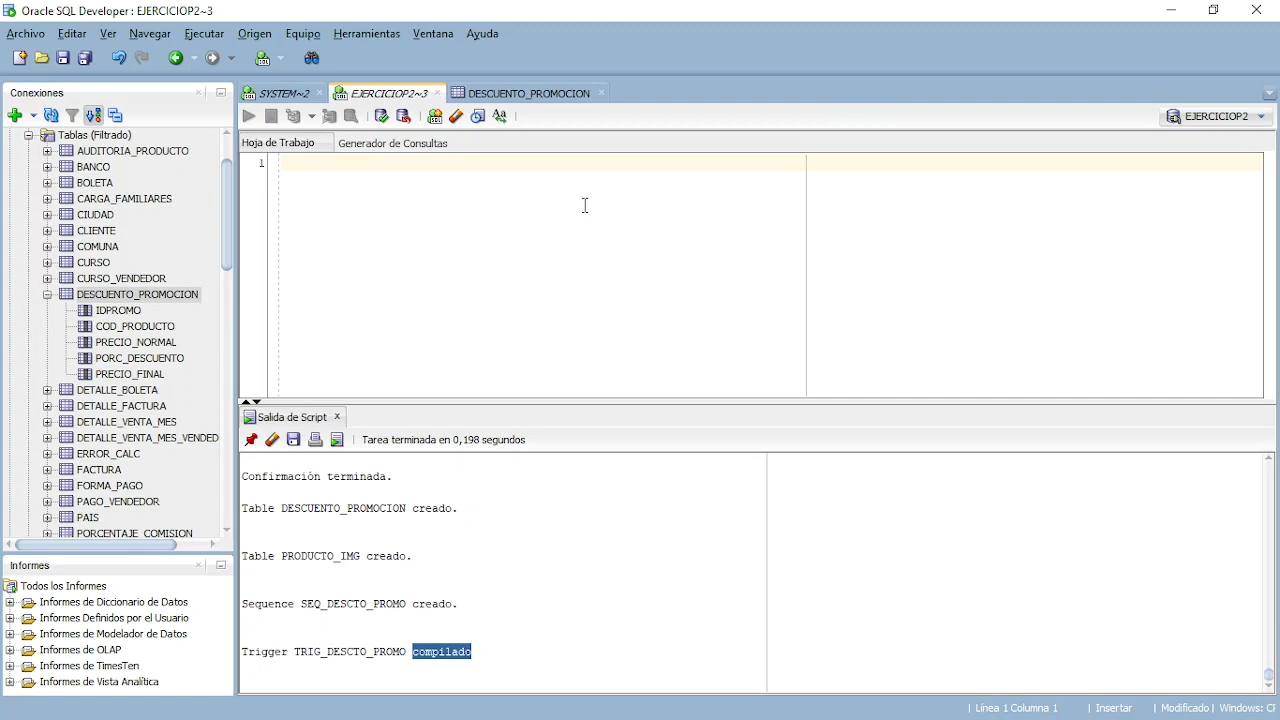 Oracle SQL Developer : EJERCICIOP2~3
Archivo Editar Ver Navegar Ejecutar Origen Equipo Herramientas Ventana Ayuda
Conexiones
SYSTEM~2
EJERCICIOP2~3
DESCUENTO_PROMOCION
EJERCICIOP2
Hoja de Trabajo
Generador de Consultas
1
Tablas (Filtrado)
AUDITORIA_PRODUCTO
BANCO
BOLETA
CARGA_FAMILIARES
CIUDAD
CLIENTE
COMUNA
CURSO
CURSO_VENDEDOR
DESCUENTO_PROMOCION
IDPROMO
COD_PRODUCTO
PRECIO_NORMAL
PORC_DESCUENTO
PRECIO_FINAL
DETALLE_BOLETA
DETALLE_FACTURA
DETALLE_VENTA_MES
DETALLE_VENTA_MES_VENDED
ERROR_CALC
FACTURA
FORMA_PAGO
PAGO_VENDEDOR
PAIS
PORCENTAJE_COMISION
Informes
Todos los Informes
Informes de Diccionario de Datos
Informes Definidos por el Usuario
Informes de Modelador de Datos
Informes de OLAP
Informes de TimesTen
Informes de Vista Analítica
Salida de Script
Tarea terminada en 0,198 segundos
Confirmación terminada.
Table DESCUENTO_PROMOCION creado.
Table PRODUCTO_IMG creado.
Sequence SEQ_DESCTO_PROMO creado.
Trigger TRIG_DESCTO_PROMO compilado
Línea 1 Columna 1
Insertar
Modificado
Windows: CF